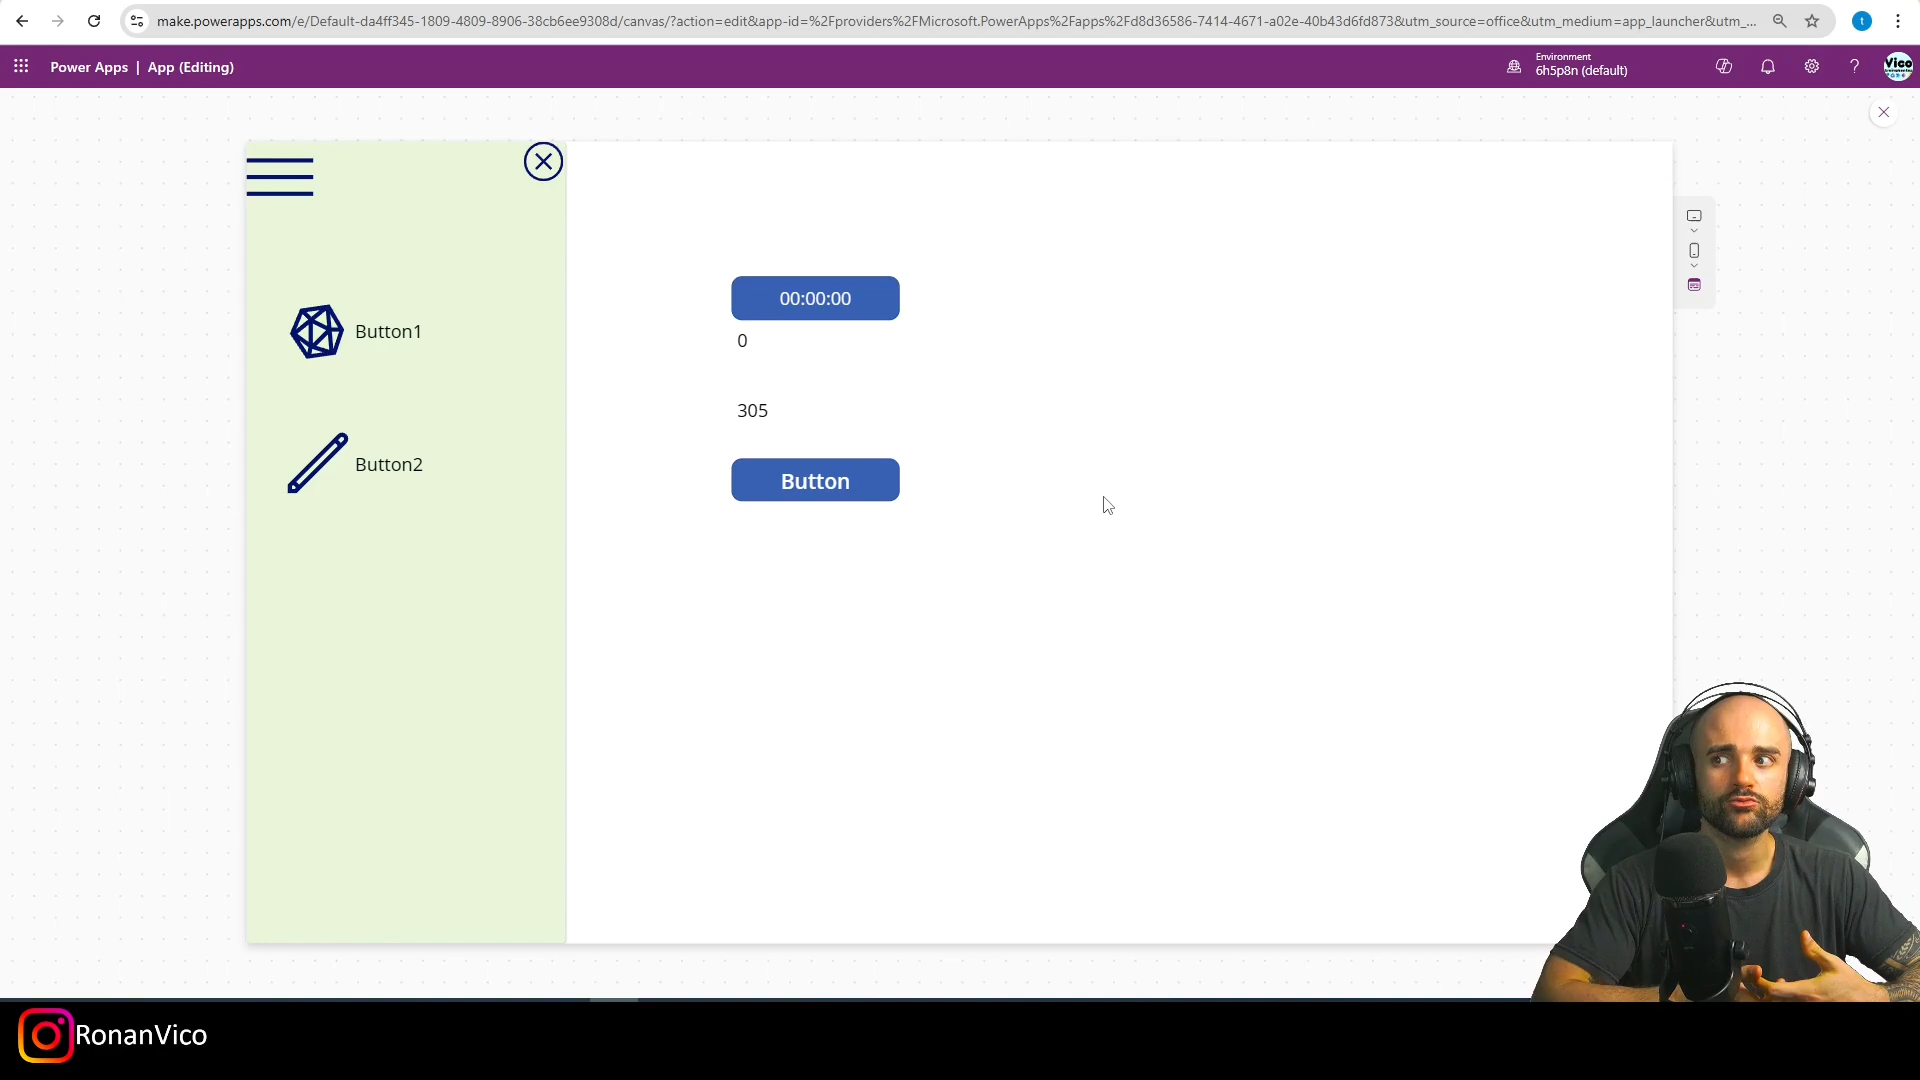 make.powerapps.com/e/Default-da4ff345-1809-4809-8906-38cb6ee9308d/canvas/?action=edit&app-id=%2Fproviders%2FMicrosoft.PowerApps%2Fapps%2Fd8d36586-7414-4671-a02e-40b43d6fd873&utm_source=office&utm_medium=app_launcher&utm_...
t
Power Apps | App (Editing)
Environment
6h5p8n (default)
?
Vico
00:00:00
0
Button1
305
Button2
Button
RonanVico